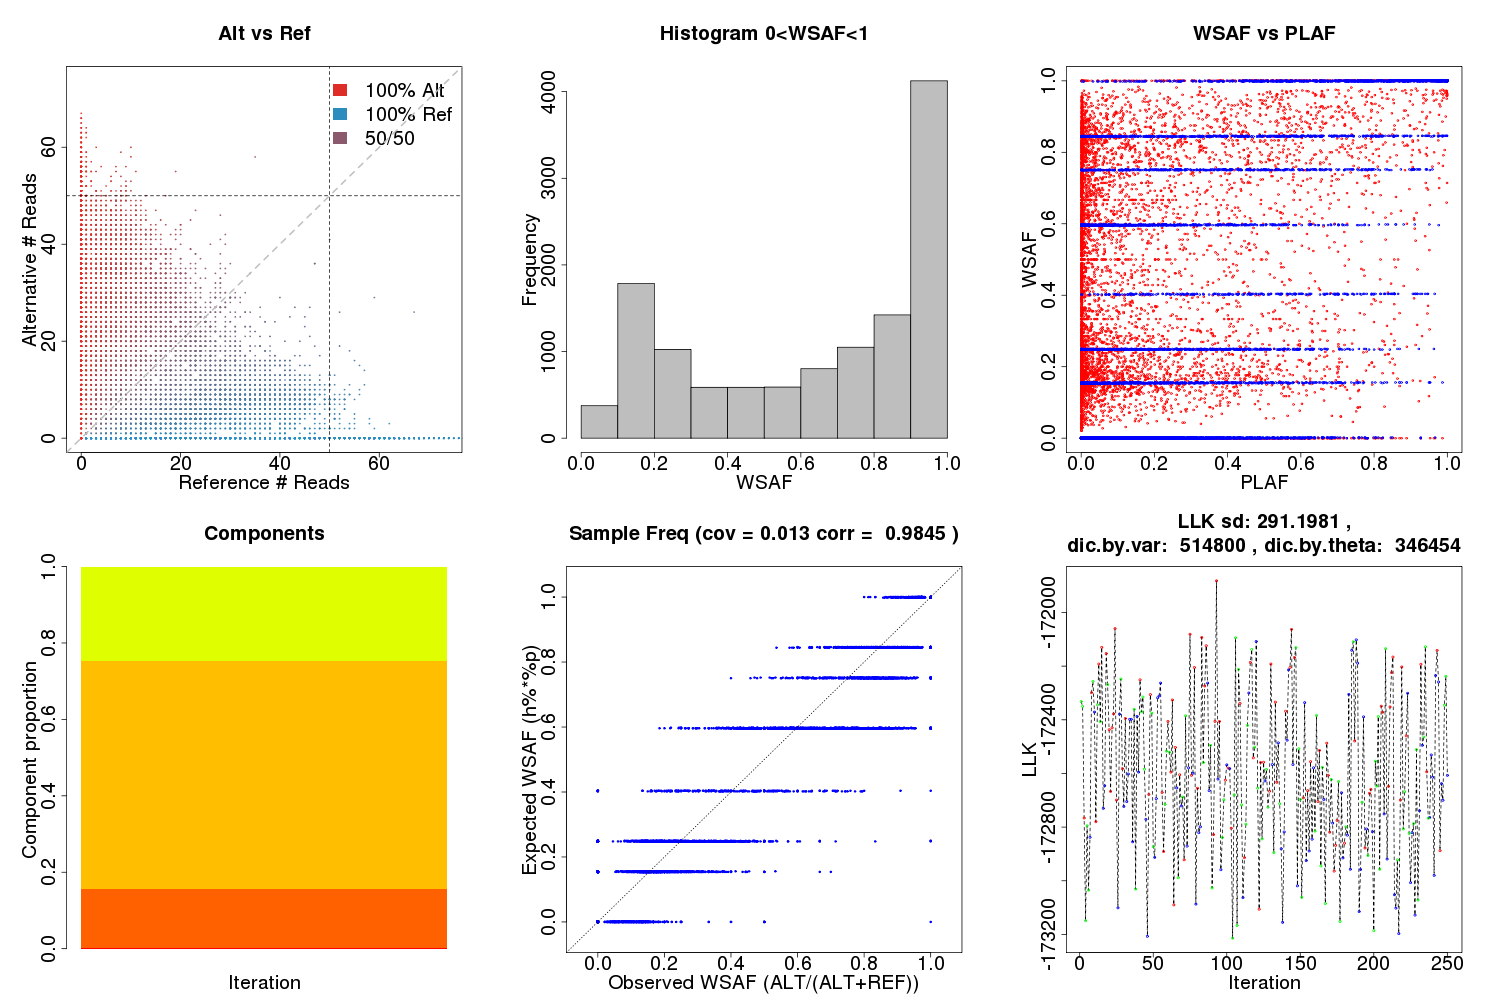 Alt vs Ref
100% Alt
100% Ref
50/50
Alternative # Reads
0
20
40
60
0
20
40
60
Reference # Reads
Histogram 0<WSAF<1
Frequency
0
1000
2000
3000
4000
0.0
0.2
0.4
0.6
0.8
1.0
WSAF
WSAF vs PLAF
WSAF
0.0
0.2
0.4
0.6
0.8
1.0
0.0
0.2
0.4
0.6
0.8
1.0
PLAF
Components
Component proportion
0.0
0.2
0.4
0.6
0.8
1.0
Iteration
Sample Freq (cov = 0.013 corr = 0.9845 )
Expected WSAF (h%*%p)
0.0
0.2
0.4
0.6
0.8
1.0
0.0
0.2
0.4
0.6
0.8
1.0
Observed WSAF (ALT/(ALT+REF))
LLK sd: 291.1981 ,
dic.by.var: 514800 , dic.by.theta: 346454
LLK
-173200
-172800
-172400
-172000
0
50
100
150
200
250
Iteration